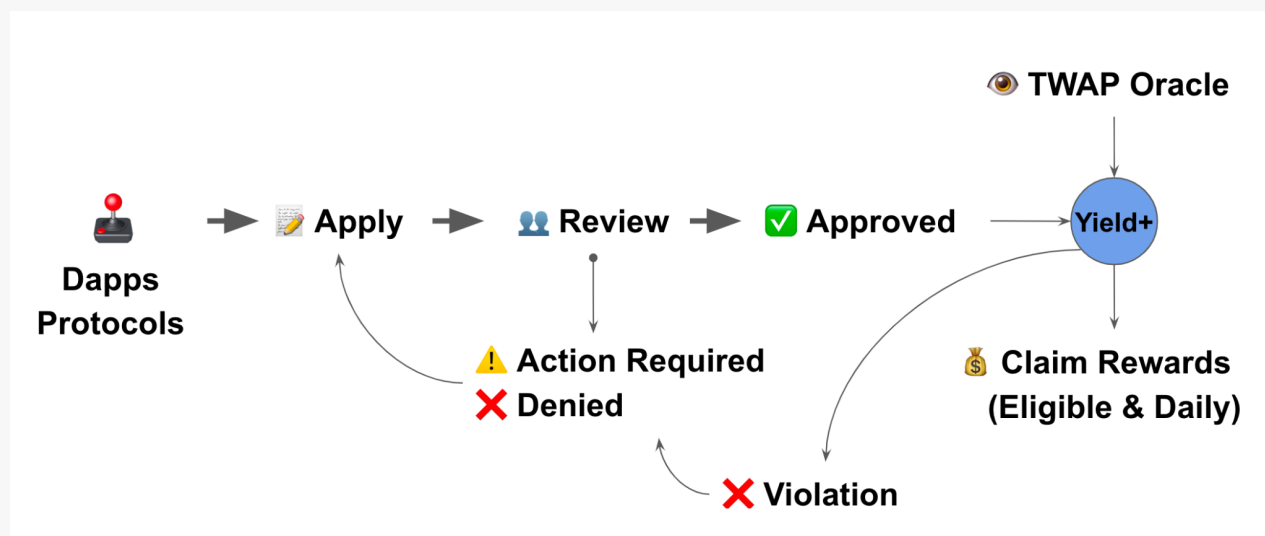 TWAP Oracle
Dapps
Protocols
Apply
Review
Approved
Yield+
Action Required
Denied
Claim Rewards
(Eligible & Daily)
Violation